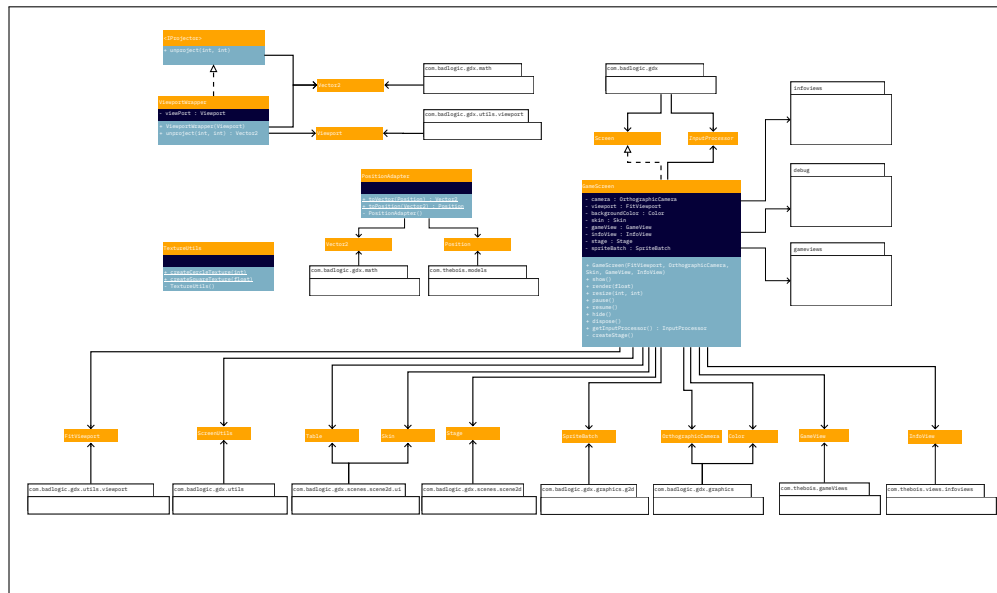 <IProjector>
+ unproject(int, int)
ViewportWrapper
- viewPort : Viewport
+ ViewportWrapper(Viewport)
+ unproject(int, int) : Vector2
Vector2
viewport
com.badlogic.gdx.math
com.badlogic.gdx.utils.viewport
com.badlogic.gdx
Screen
InputProcessor
infoviews
debug
gameviews
PositionAdapter
+ toVector(Position) : Vector2
+ toPosition(Vector2) : Position
- PositionAdapter()
Vector2
Position
com.badlogic.gdx.math
com.thebois.models
TextureUtils
+ createCercleTexture(int)
+ createSquareTexture(float)
- TextureUtils()
GameScreen
- camera : OrthographicCamera
- viewport : FitViewport
- backgroundColor : Color
- skin : Skin
- gameView : GameView
- infoView : InfoView
- stage : Stage
- spriteBatch : SpriteBatch
+ GameScreen(FitViewport, OrthographicCamera,
Skin, GameView, InfoView)
+ show()
+ render(float)
+ resize(int, int)
+ pause()
+ resume()
+ hide()
+ dispose()
+ getInputProcessor() : InputProcessor
- createStage()
FitViewport
ScreenUtils
Table
Skin
Stage
SpriteBatch
OrthographicCamera
Color
GameView
InfoView
com.badlogic.gdx.utils.viewport
com.badlogic.gdx.utils
com.badlogic.gdx.scenes.scene2d.ui
com.badlogic.gdx.scenes.scene2d
com.badlogic.gdx.graphics.g2d
com.badlogic.gdx.graphics
com.thebois.gameViews
com.thebois.views.infoviews